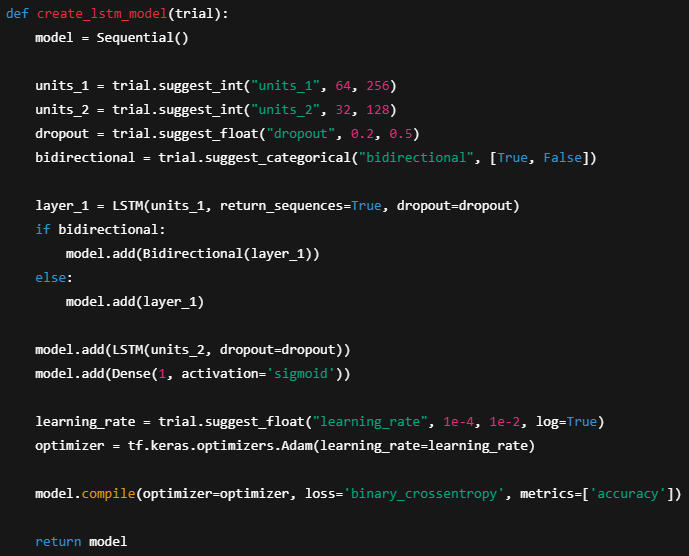 def create_lstm_model(trial):
    model = Sequential()

    units_1 = trial.suggest_int("units_1", 64, 256)
    units_2 = trial.suggest_int("units_2", 32, 128)
    dropout = trial.suggest_float("dropout", 0.2, 0.5)
    bidirectional = trial.suggest_categorical("bidirectional", [True, False])

    layer_1 = LSTM(units_1, return_sequences=True, dropout=dropout)
    if bidirectional:
        model.add(Bidirectional(layer_1))
    else:
        model.add(layer_1)

    model.add(LSTM(units_2, dropout=dropout))
    model.add(Dense(1, activation='sigmoid'))

    learning_rate = trial.suggest_float("learning_rate", 1e-4, 1e-2, log=True)
    optimizer = tf.keras.optimizers.Adam(learning_rate=learning_rate)

    model.compile(optimizer=optimizer, loss='binary_crossentropy', metrics=['accuracy'])

    return model